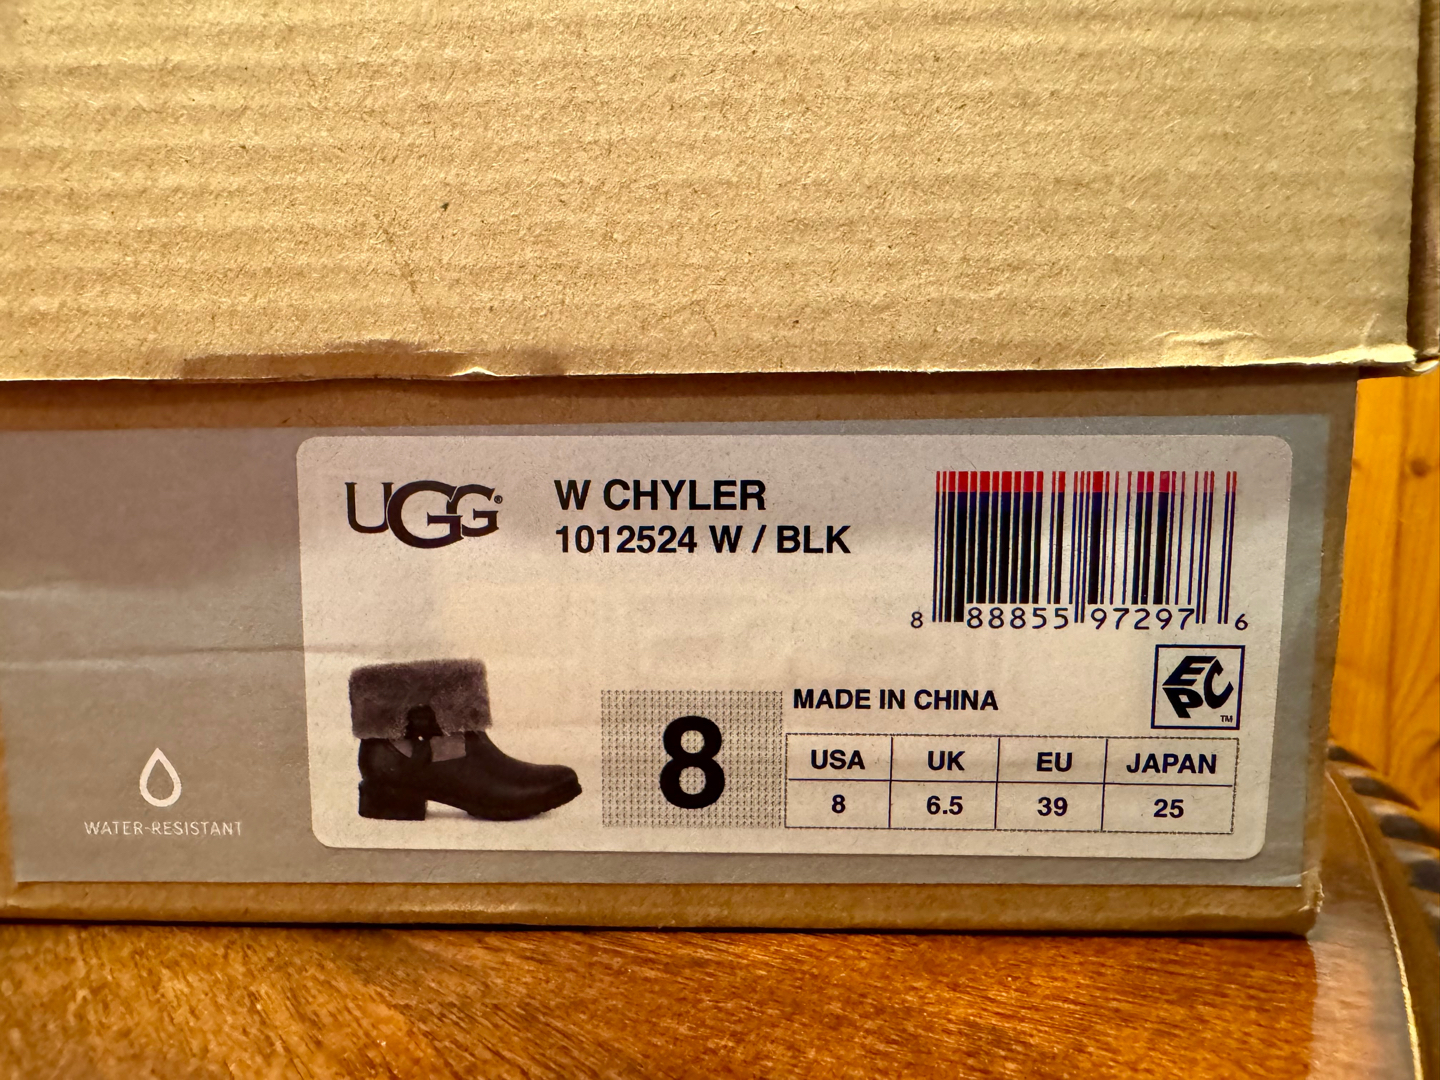 UGG®
W CHYLER
1012524 W / BLK
8 88855 97297 6
EPC™
MADE IN CHINA
8
USA UK EU JAPAN
8 6.5 39 25
WATER-RESISTANT